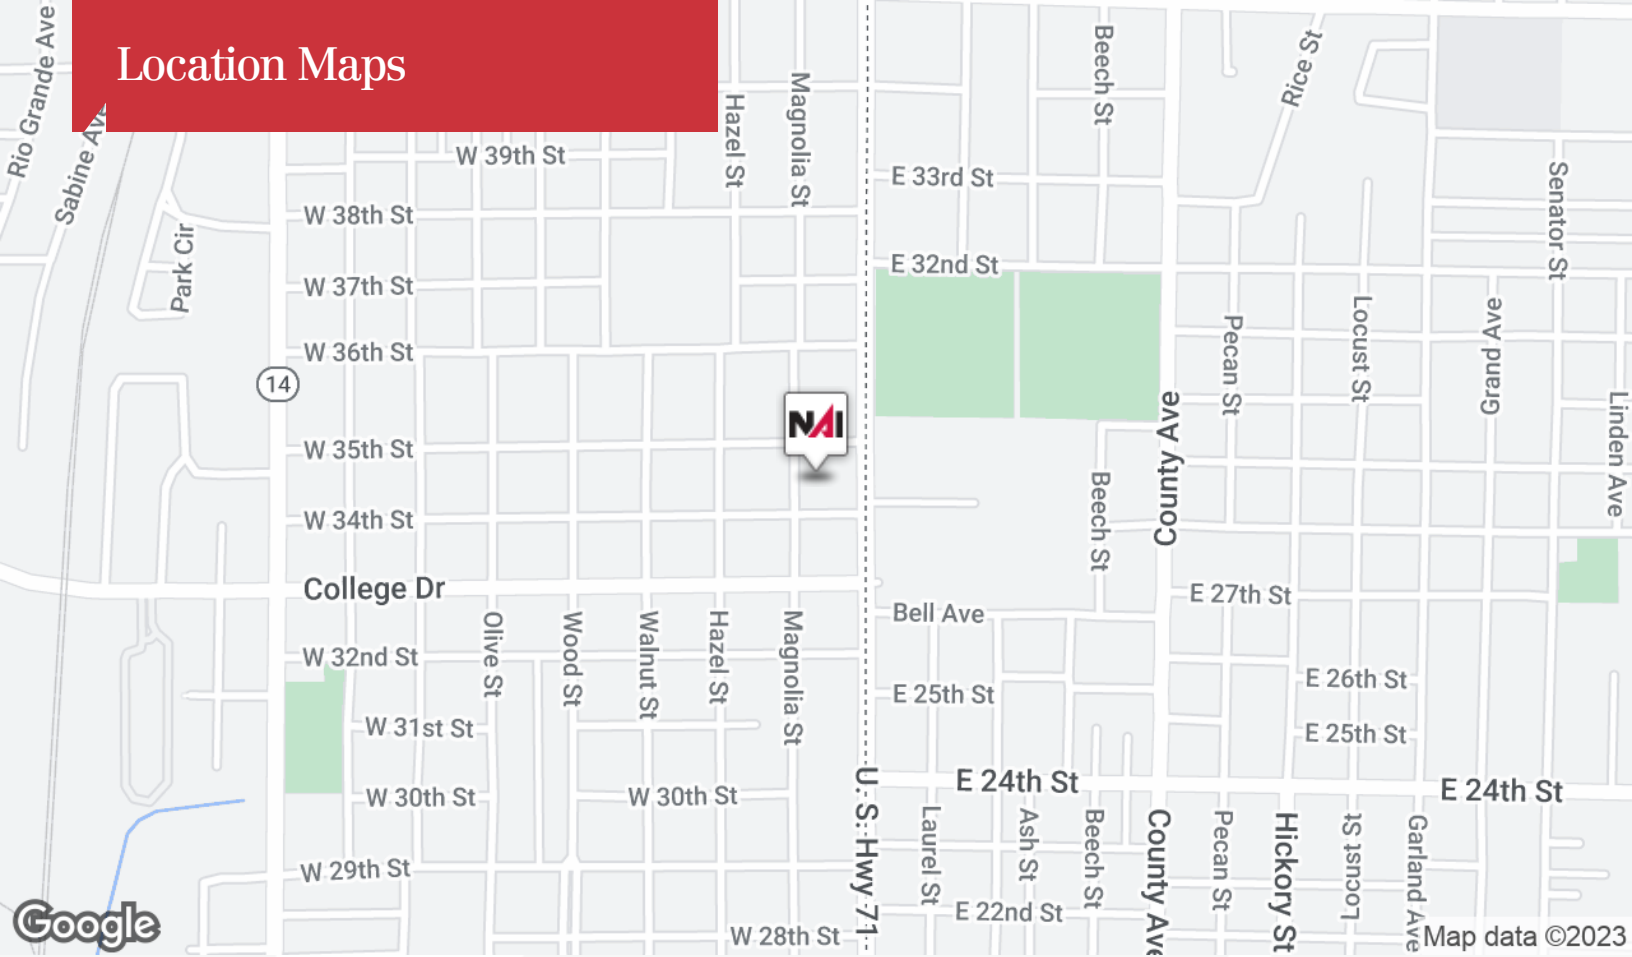 Location Maps
Rio Grande Ave
Sabine Ave
Park Cir
Hazel St
Magnolia St
Beech St
Rice St
Senator St
W 39th St
E 33rd St
W 38th St
E 32nd St
W 37th St
W 36th St
Pecan St
Locust St
Grand Ave
Linden Ave
14
NAI
County Ave
W 35th St
Beech St
W 34th St
College Dr
E 27th St
Bell Ave
Olive St
Wood St
Walnut St
Hazel St
Magnolia St
W 32nd St
E 26th St
E 25th St
W 31st St
E 25th St
U. S. Hwy 71
E 24th St
E 24th St
W 30th St
W 30th St
Laurel St
Ash St
Beech St
County Ave
Pecan St
Hickory St
Locust St
Garland Ave
W 29th St
E 22nd St
W 28th St
Google
Map data ©2023